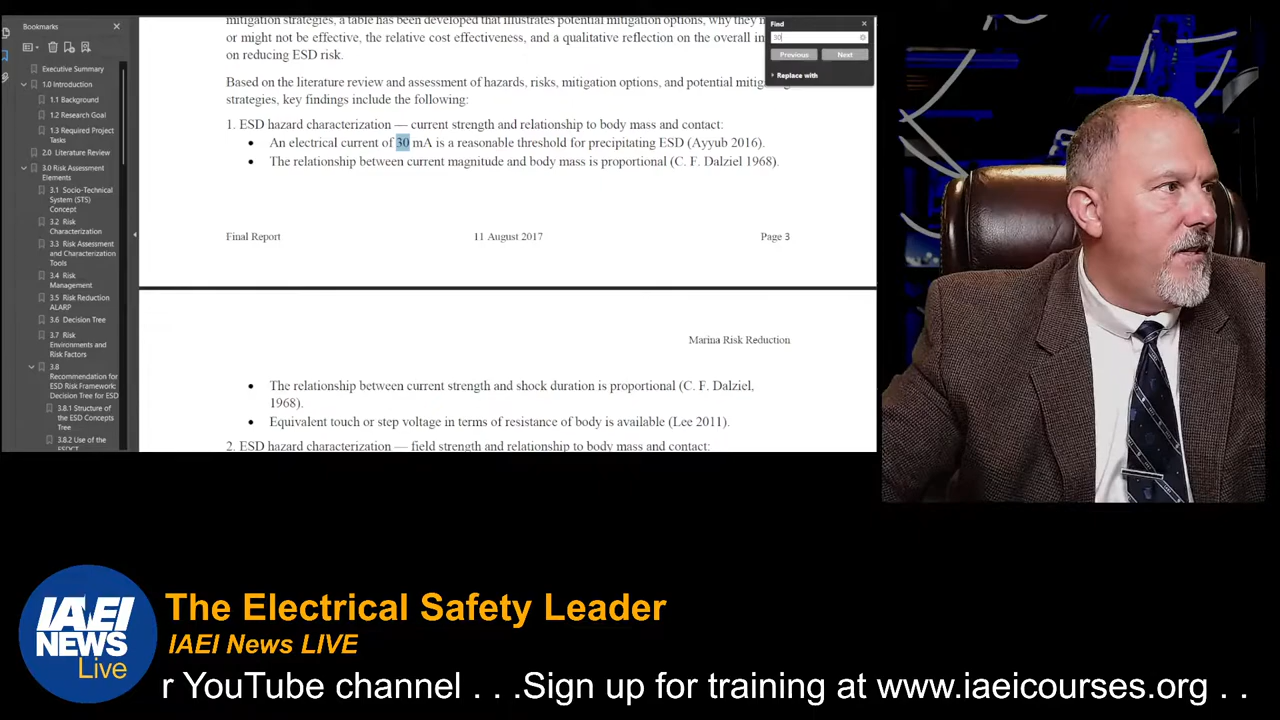 Bookmarks
Executive Summary
1.0 Introduction
1.1 Background
1.2 Research Goal
1.3 Required Project
Tasks
2.0 Literature Review
3.0 Risk Assessment
Elements
3.1 Socio-Technical
System (STS)
Concept
3.2 Risk
Characterization
3.3 Risk Assessment
and Characterization
Tools
3.4 Risk
Management
3.5 Risk Reduction
ALARP
3.6 Decision Tree
3.7 Risk
Environments and
Risk Factors
3.8
Recommendation for
ESD Risk Framework:
Decision Tree for ESD
3.8.1 Structure of
the ESD Concepts
Tree
3.8.2 Use of the
mitigation strategies, a table has been developed that illustrates potential mitigation options, why they
or might not be effective, the relative cost effectiveness, and a qualitative reflection on the overall
on reducing ESD risk.
Based on the literature review and assessment of hazards, risks, mitigation options, and potential
strategies, key findings include the following:
1. ESD hazard characterization — current strength and relationship to body mass and contact:
• An electrical current of 30 mA is a reasonable threshold for precipitating ESD (Ayyub 2016).
• The relationship between current magnitude and body mass is proportional (C. F. Dalziel 1968).
Final Report 11 August 2017 Page 3
Marina Risk Reduction
• The relationship between current strength and shock duration is proportional (C. F. Dalziel,
1968).
• Equivalent touch or step voltage in terms of resistance of body is available (Lee 2011).
2. ESD hazard characterization — field strength and relationship to body mass and contact:
Find
30
Previous Next
Replace with
IAEI
NEWS
Live
The Electrical Safety Leader
IAEI News LIVE
r YouTube channel . . .Sign up for training at www.iaeicourses.org . .